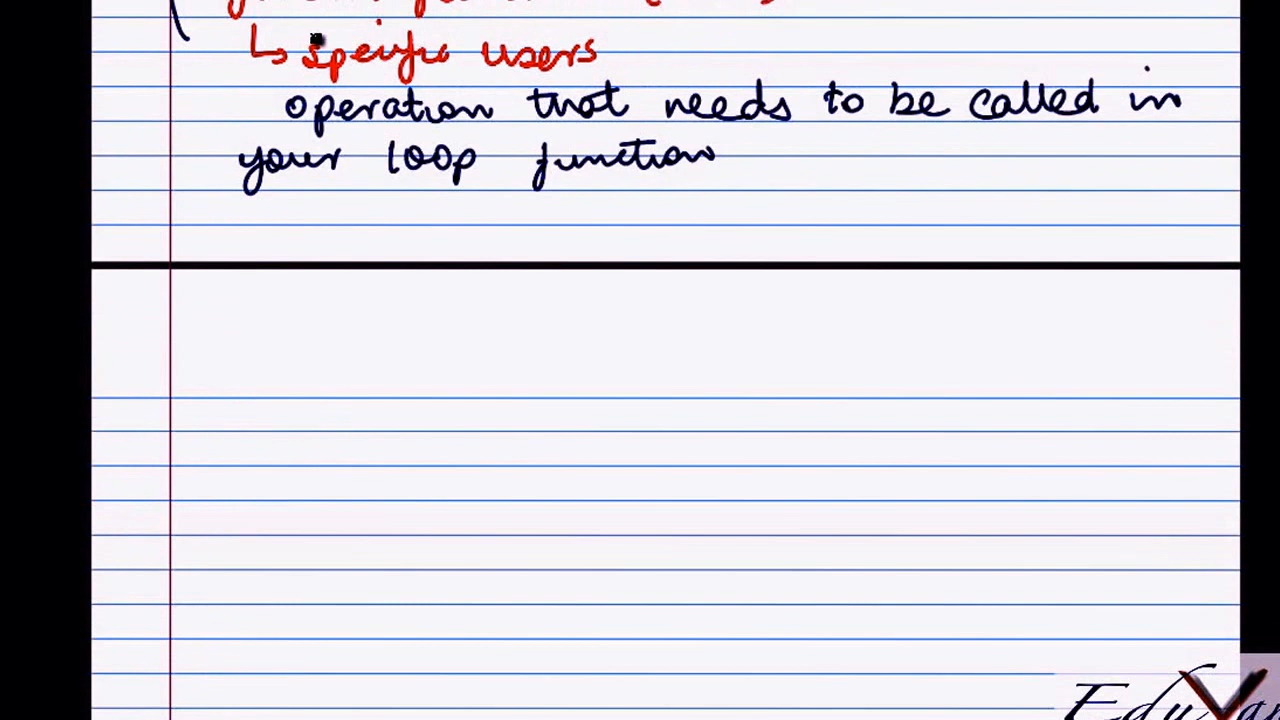 ↳ specific users
operation that needs to be called in
your loop function